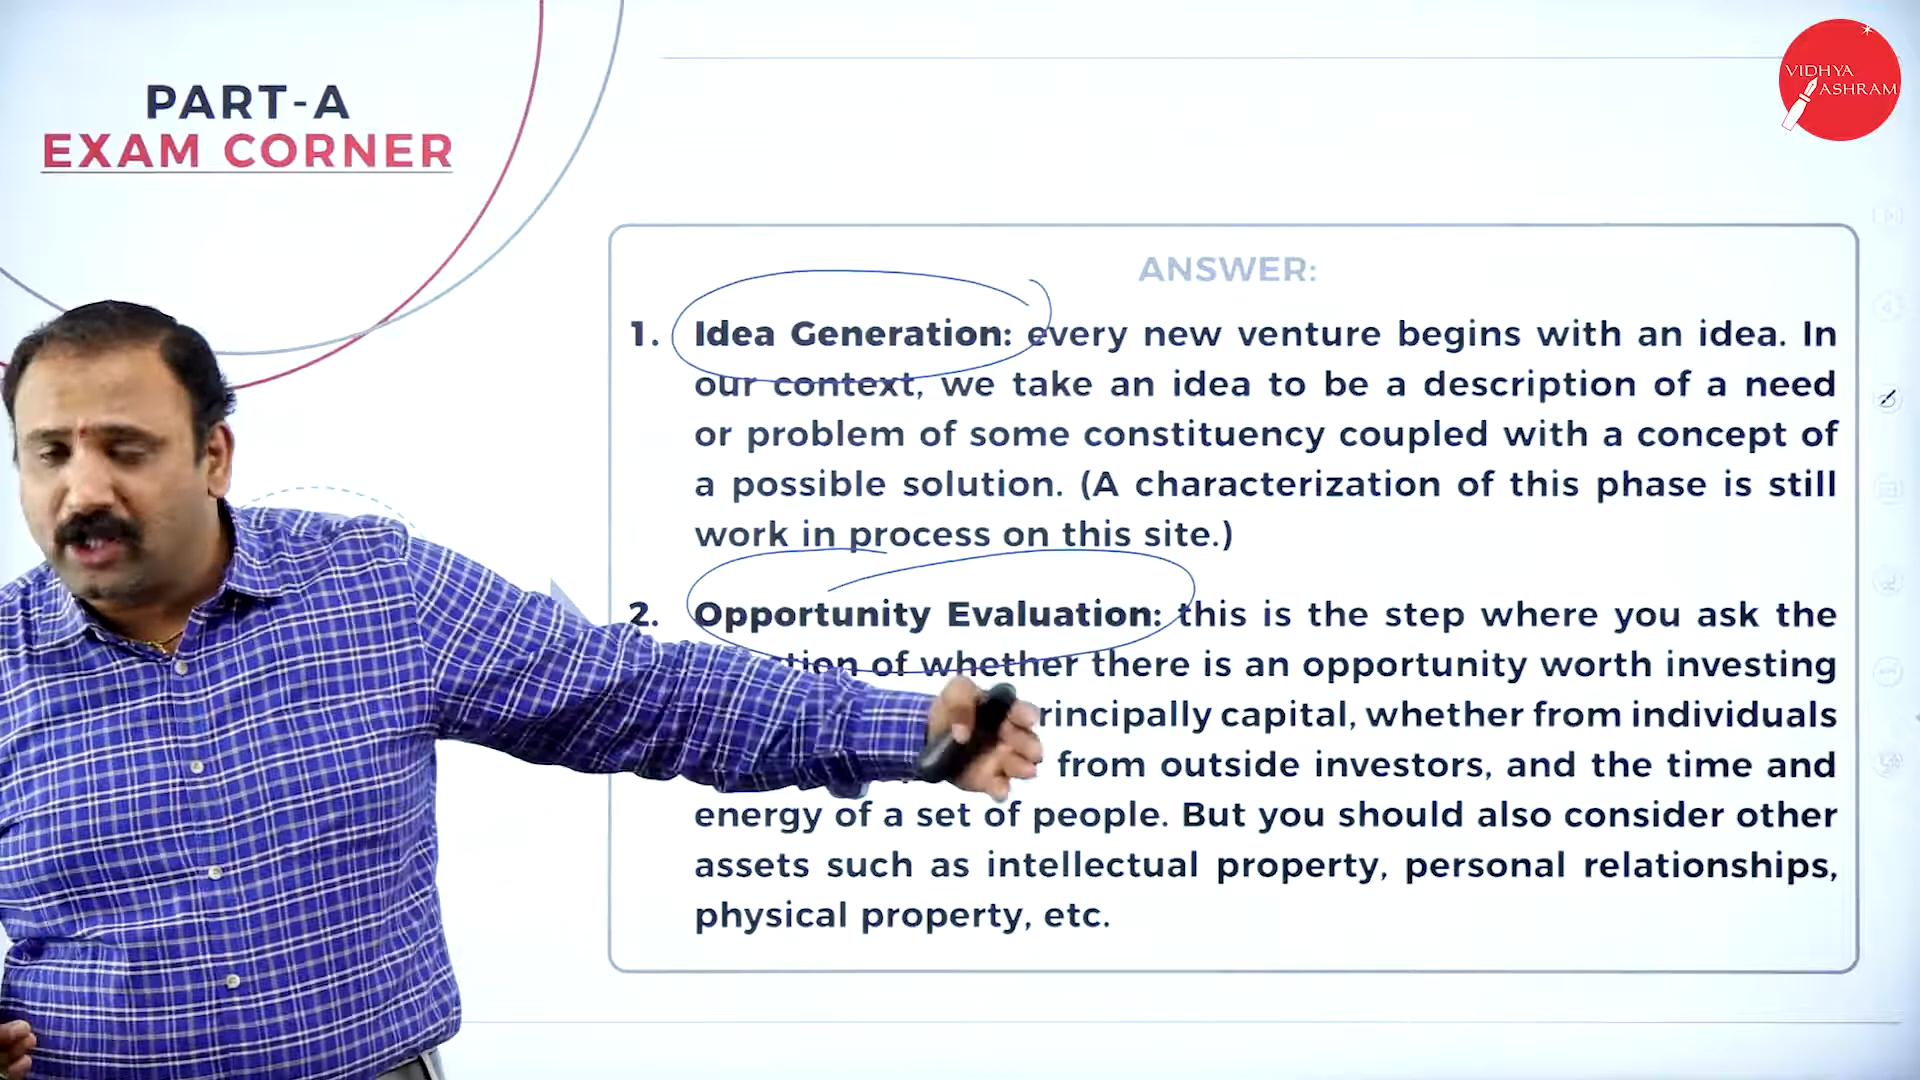 PART-A
EXAM CORNER
VIDHYA
ASHRAM
ANSWER:
1. Idea Generation: every new venture begins with an idea. In
our context, we take an idea to be a description of a need
or problem of some constituency coupled with a concept of
a possible solution. (A characterization of this phase is still
work in process on this site.)
2. Opportunity Evaluation: this is the step where you ask the
of whether there is an opportunity worth investing
capital, whether from individuals
from outside investors, and the time and
energy of a set of people. But you should also consider other
assets such as intellectual property, personal relationships,
physical property, etc.